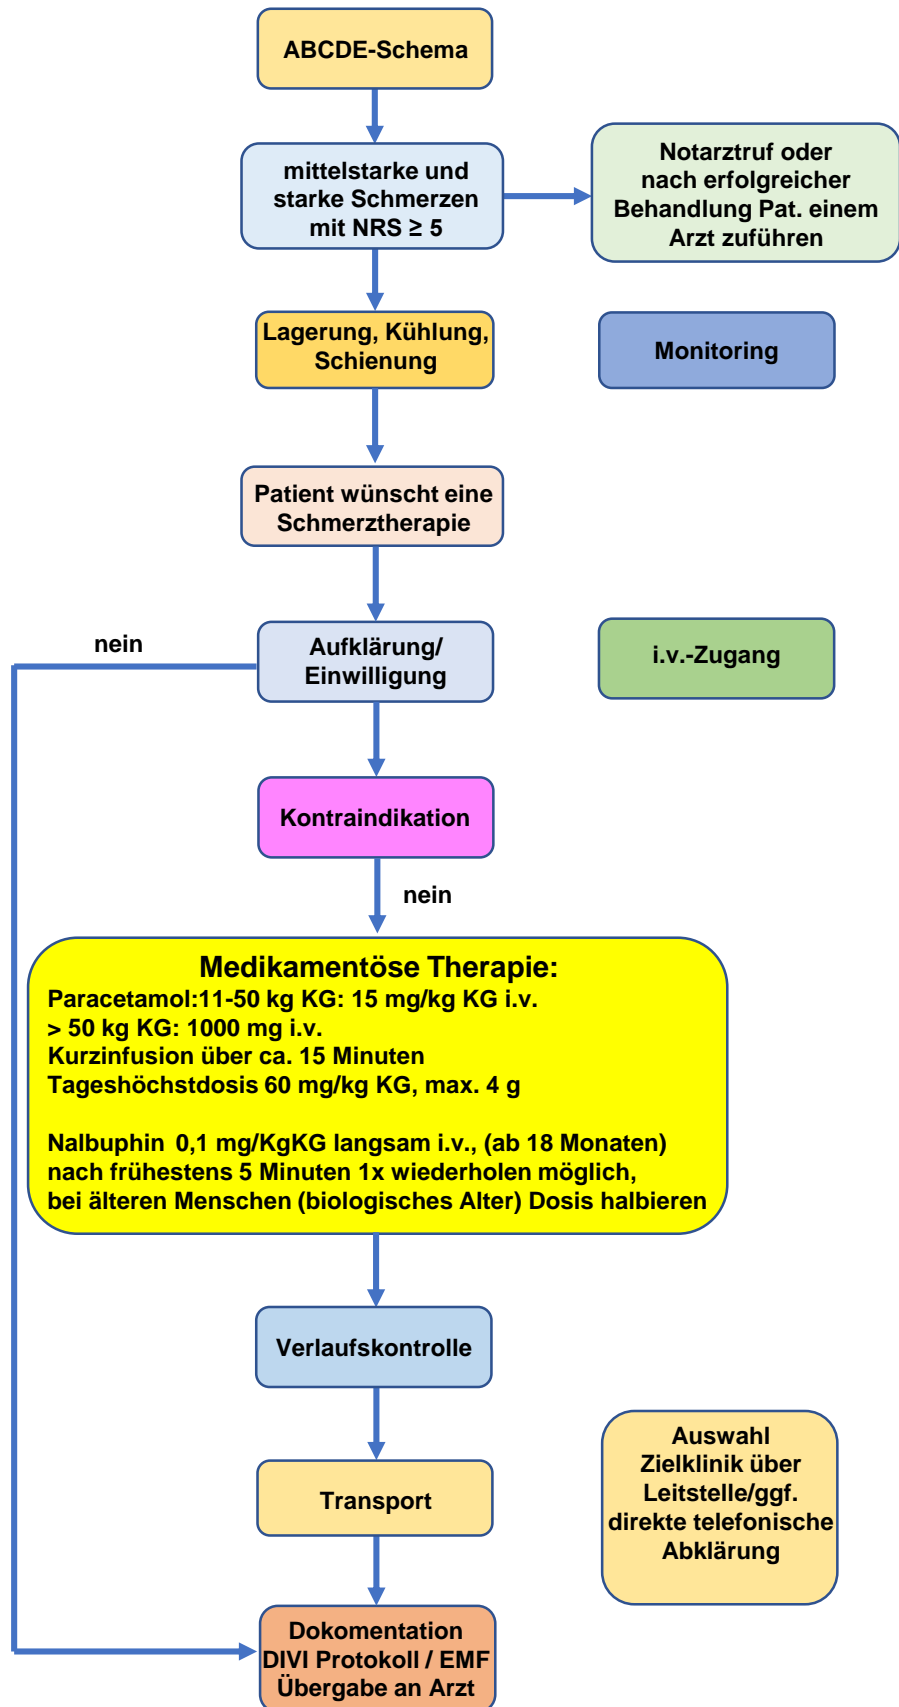 ABCDE-Schema
mittelstarke und
starke Schmerzen
mit NRS ≥ 5
Notarztruf oder
nach erfolgreicher
Behandlung Pat. einem
Arzt zuführen
Lagerung, Kühlung,
Schienung
Monitoring
Patient wünscht eine
Schmerztherapie
nein
Aufklärung/
Einwilligung
i.v.-Zugang
Kontraindikation
nein
Medikamentöse Therapie:
Paracetamol:11-50 kg KG: 15 mg/kg KG i.v.
> 50 kg KG: 1000 mg i.v.
Kurzinfusion über ca. 15 Minuten
Tageshöchstdosis 60 mg/kg KG, max. 4 g
Nalbuphin 0,1 mg/KgKG langsam i.v., (ab 18 Monaten)
nach frühestens 5 Minuten 1x wiederholen möglich,
bei älteren Menschen (biologisches Alter) Dosis halbieren
Verlaufskontrolle
Transport
Auswahl
Zielklinik über
Leitstelle/ggf.
direkte telefonische
Abklärung
Dokomentation
DIVI Protokoll / EMF
Übergabe an Arzt